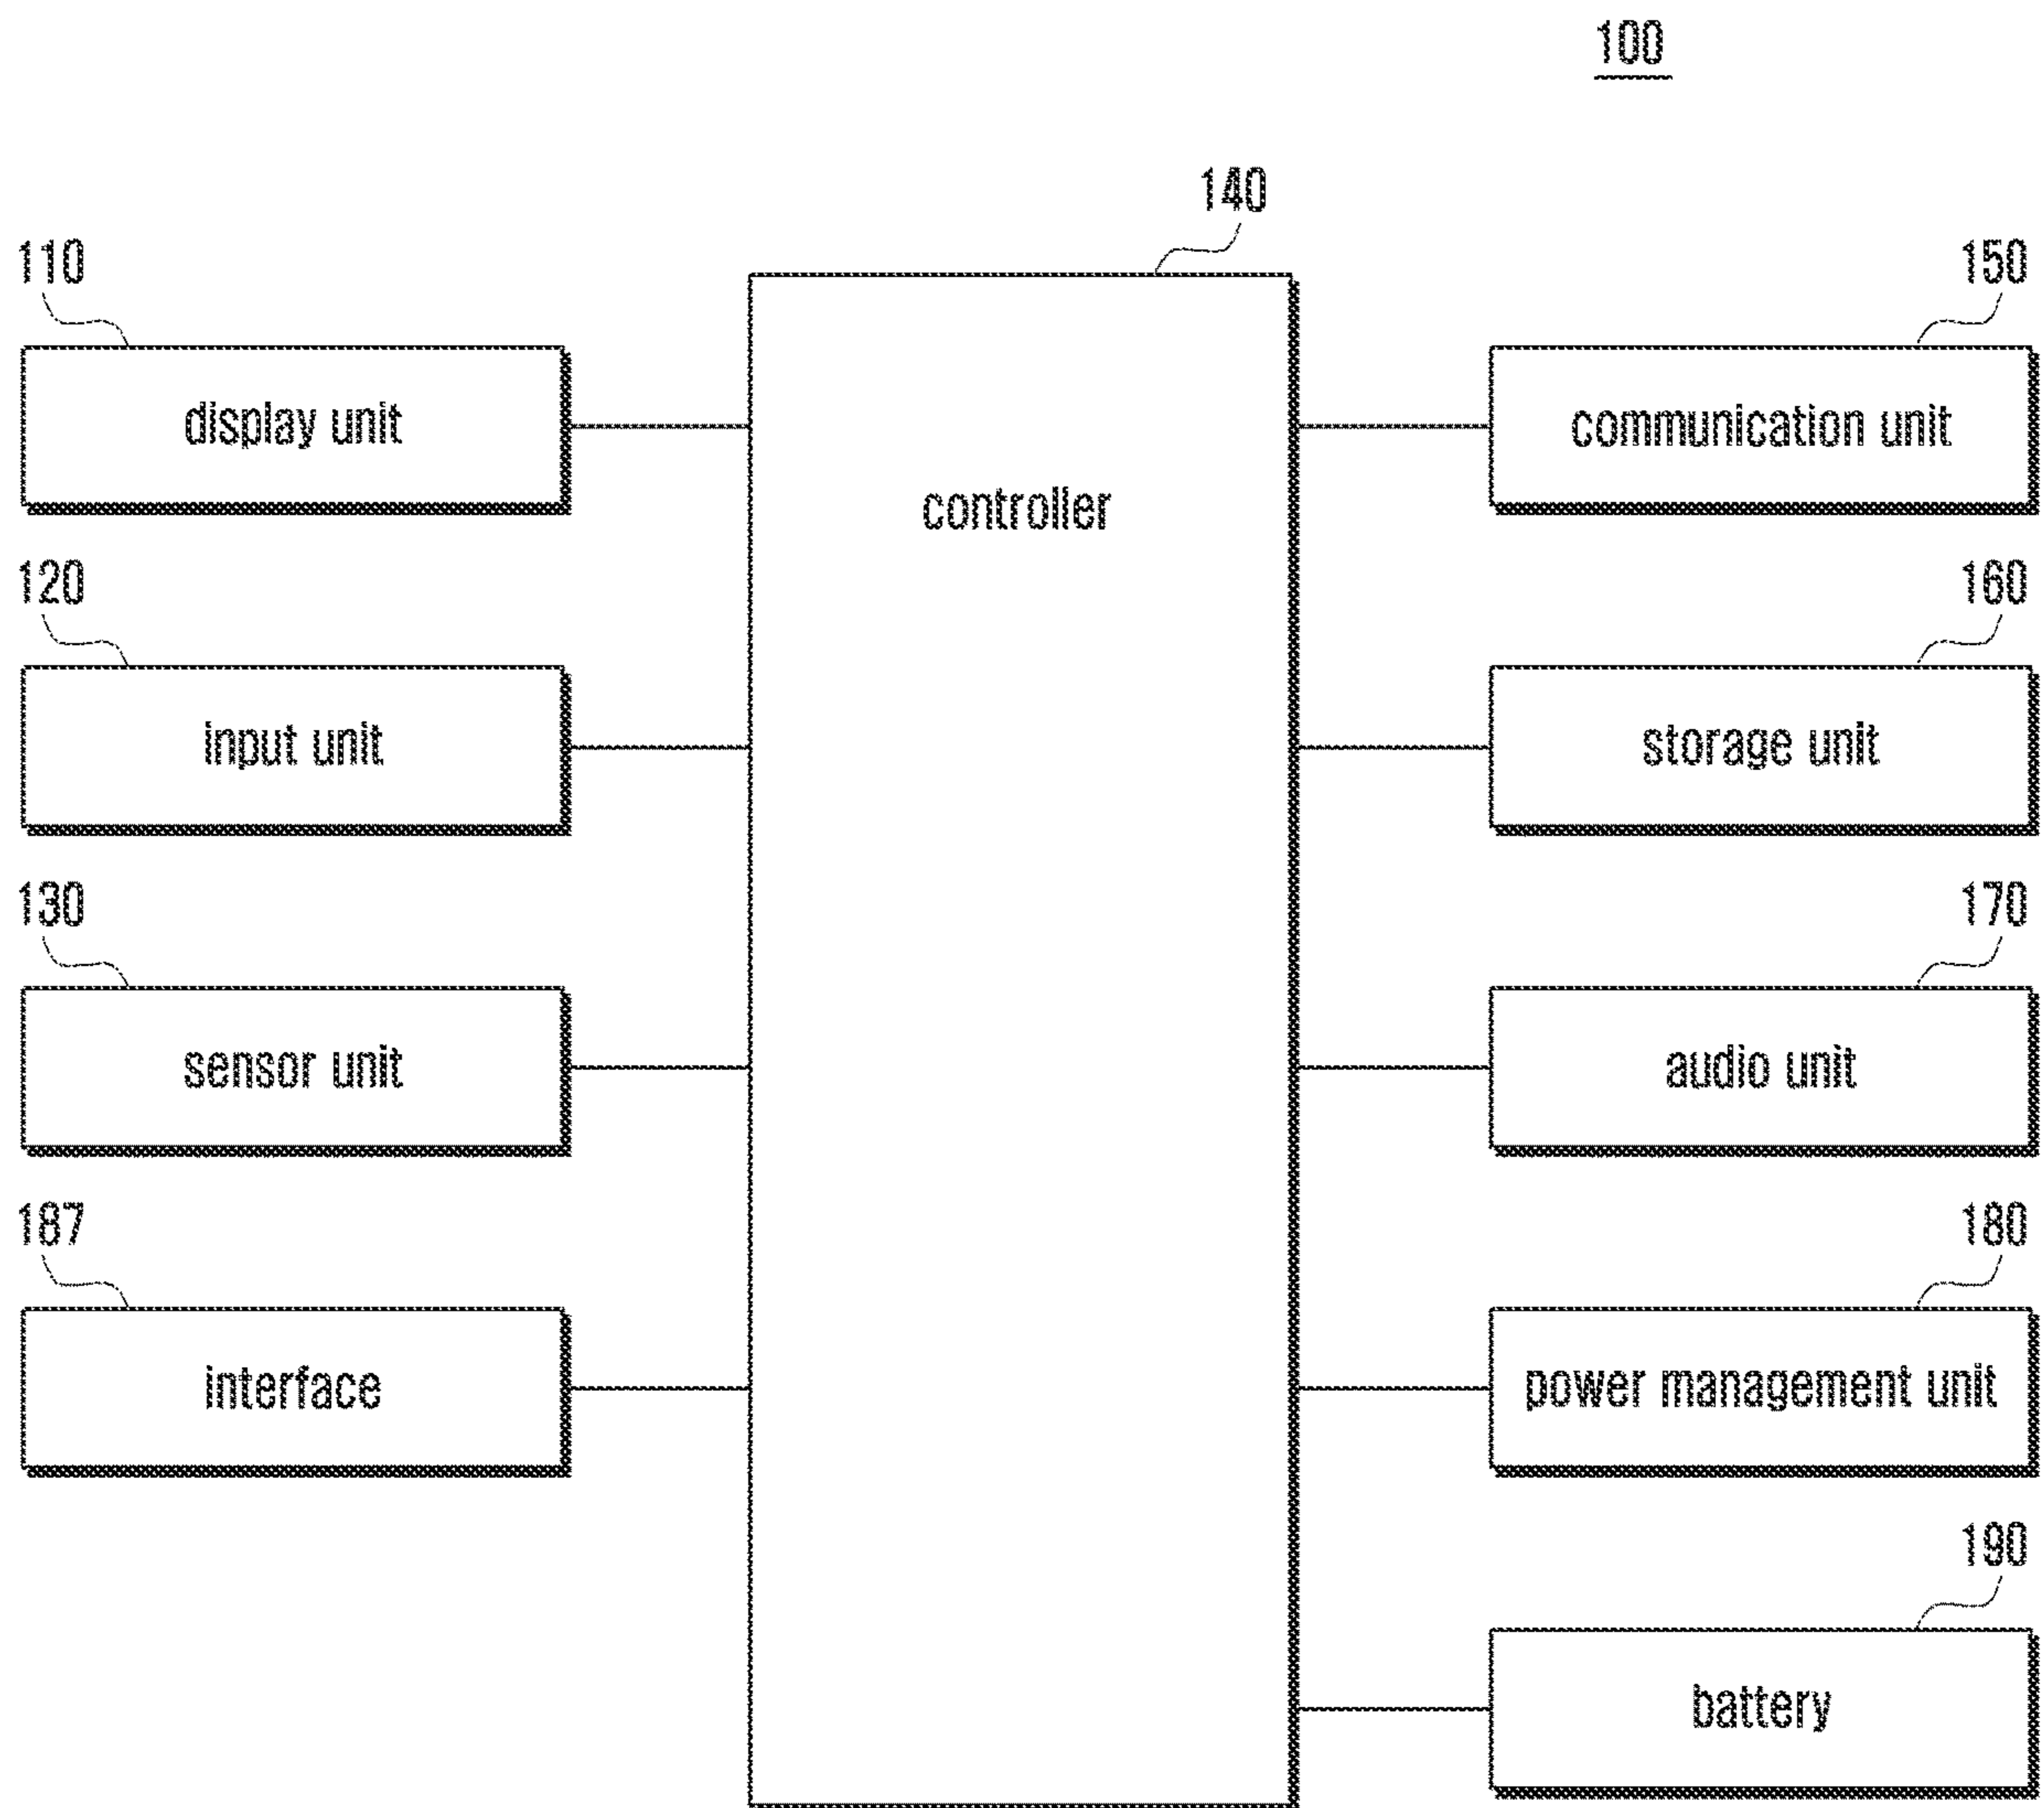 100
140
110
150
display unit
communication unit
controller
120
160
input unit
storage unit
130
170
sensor unit
audio unit
187
180
interface
power management unit
190
battery